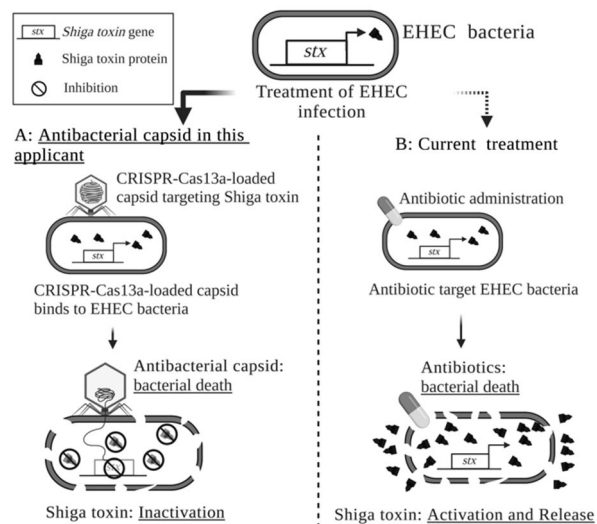 stx Shiga toxin gene
Shiga toxin protein
Inhibition
EHEC bacteria
stx
Treatment of EHEC
infection
A: Antibacterial capsid in this
applicant
CRISPR-Cas13a-loaded
capsid targeting Shiga toxin
stx
CRISPR-Cas13a-loaded capsid
binds to EHEC bacteria
Antibacterial capsid:
bacterial death
Shiga toxin: Inactivation
B: Current treatment
Antibiotic administration
stx
Antibiotic target EHEC bacteria
Antibiotics:
bacterial death
stx
Shiga toxin: Activation and Release